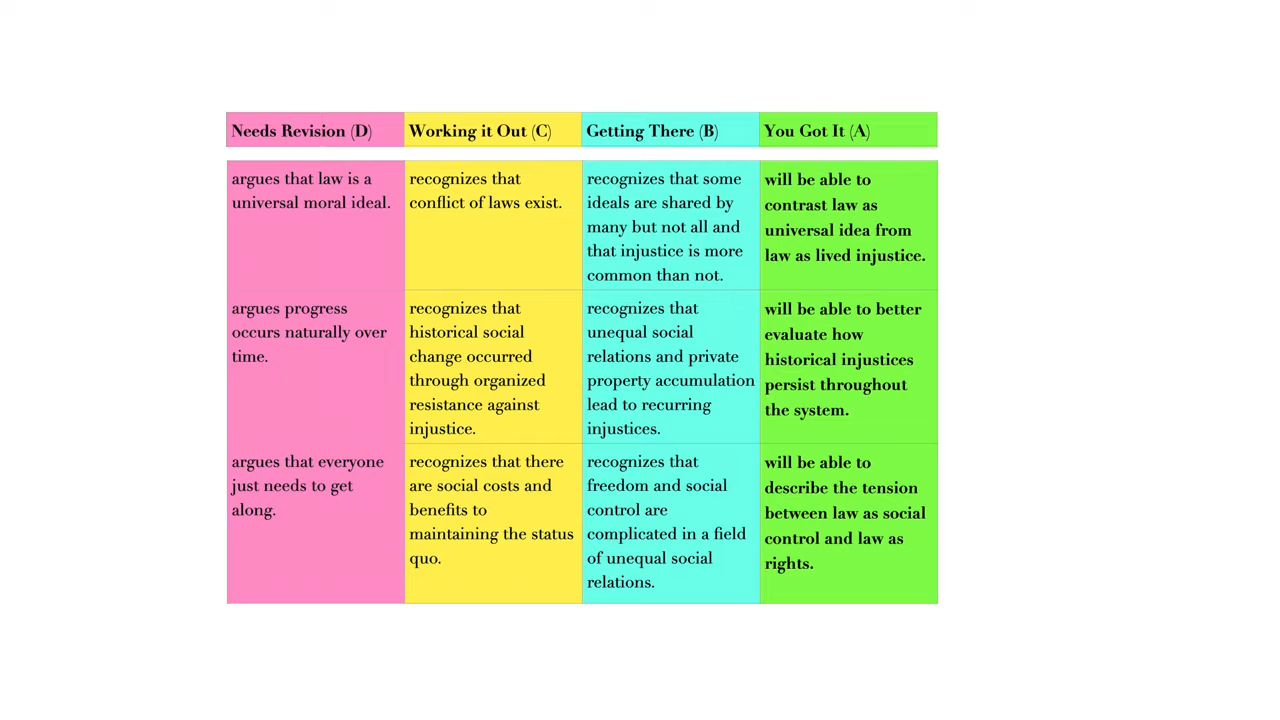 Needs Revision (D)
Working it Out (C)
Getting There (B)
You Got It (A)
argues that law is a
universal moral ideal.
recognizes that
conflict of laws exist.
recognizes that some
ideals are shared by
many but not all and
that injustice is more
common than not.
will be able to
contrast law as
universal idea from
law as lived injustice.
argues progress
occurs naturally over
time.
recognizes that
historical social
change occurred
through organized
resistance against
injustice.
recognizes that
unequal social
relations and private
property accumulation
lead to recurring
injustices.
will be able to better
evaluate how
historical injustices
persist throughout
the system.
argues that everyone
just needs to get
along.
recognizes that there
are social costs and
benefits to
maintaining the status
quo.
recognizes that
freedom and social
control are
complicated in a field
of unequal social
relations.
will be able to
describe the tension
between law as social
control and law as
rights.